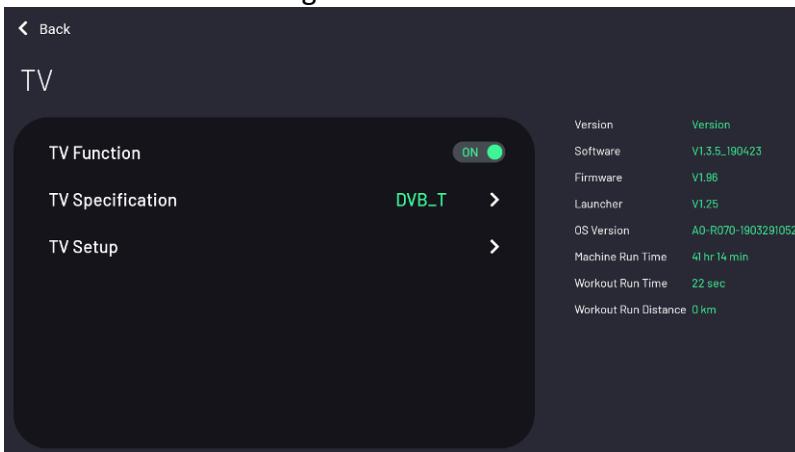 Back
TV
TV Function ON
TV Specification DVB_T
TV Setup
Version Version
Software V1.3.5_190423
Firmware V1.96
Launcher V1.25
OS Version A0-R070-1903291052
Machine Run Time 41 hr 14 min
Workout Run Time 22 sec
Workout Run Distance 0 km